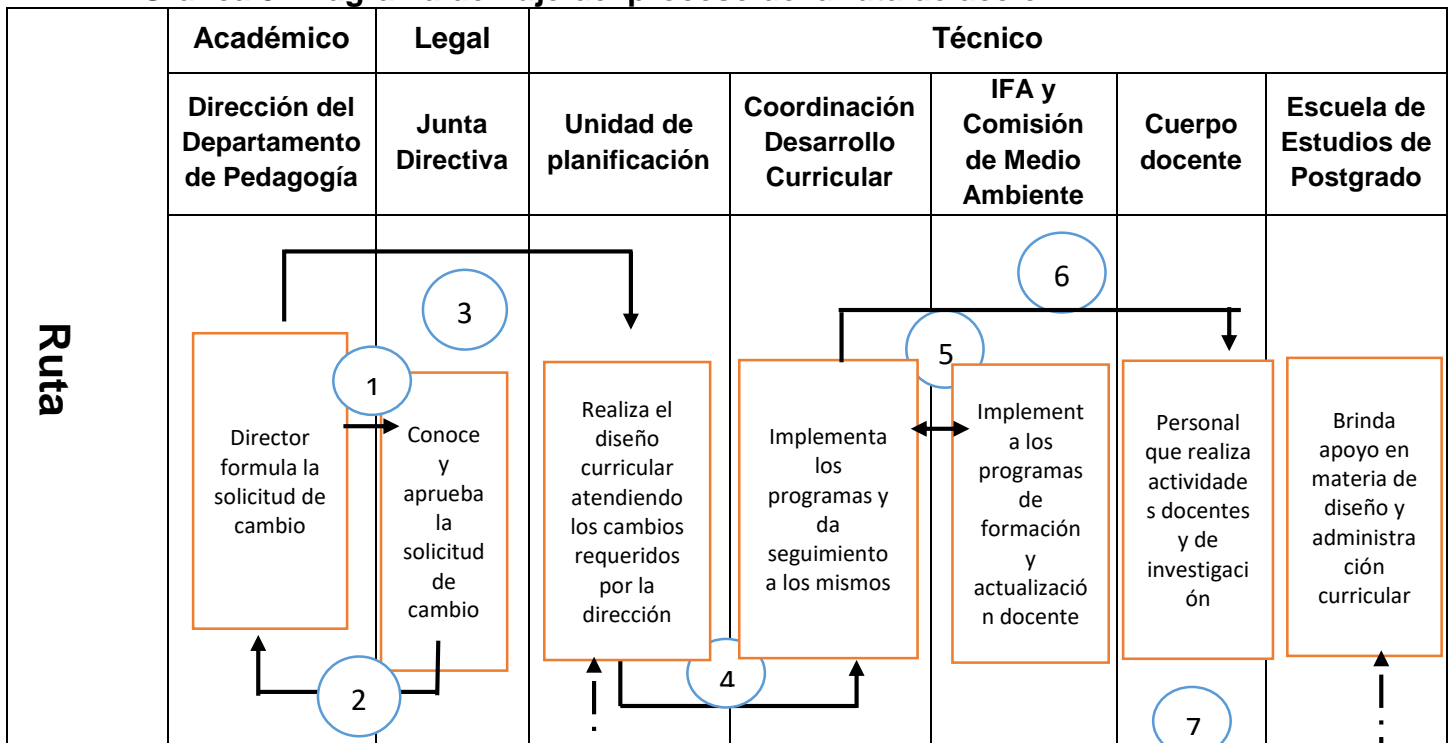 Académico
Legal
Técnico
Dirección del
Departamento
de Pedagogía
Junta
Directiva
Unidad de
planificación
Coordinación
Desarrollo
Curricular
IFA y
Comisión
de Medio
Ambiente
Cuerpo
docente
Escuela de
Estudios de
Postgrado
Ruta
Director
formula la
solicitud de
cambio
1
2
3
Conoce
y
aprueba
la
solicitud
de
cambio
Realiza el
diseño
curricular
atendiendo
los cambios
requeridos
por la
dirección
4
Implementa
los
programas y
da
seguimiento
a los mismos
5
6
Implement
a los
programas
de
formación
y
actualizació
n docente
Personal
que realiza
actividade
s docentes
y de
investigaci
ón
7
Brinda
apoyo en
materia de
diseño y
administra
ción
curricular